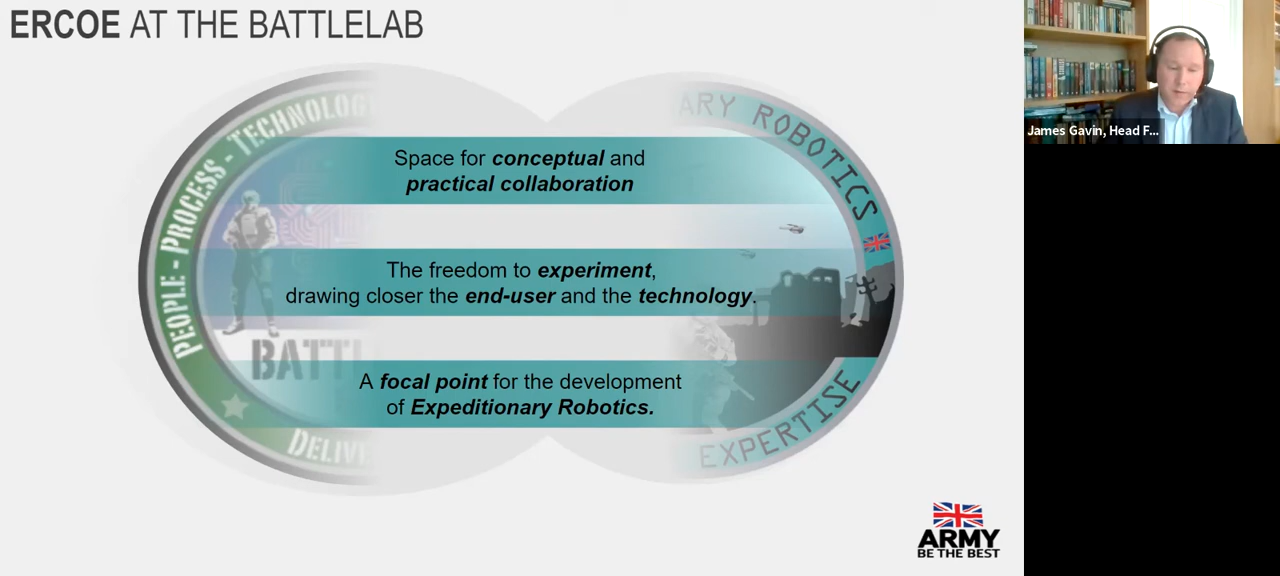 ERCOE AT THE BATTLELAB
PEOPLE - PROCESS - TECHNOLOG
ARY ROBOTICS
Space for conceptual and
practical collaboration
The freedom to experiment,
drawing closer the end-user and the technology.
BATTL
A focal point for the development
of Expeditionary Robotics.
DELIV
EXPERTISE
ARMY
BE THE BEST
James Gavin, Head F...